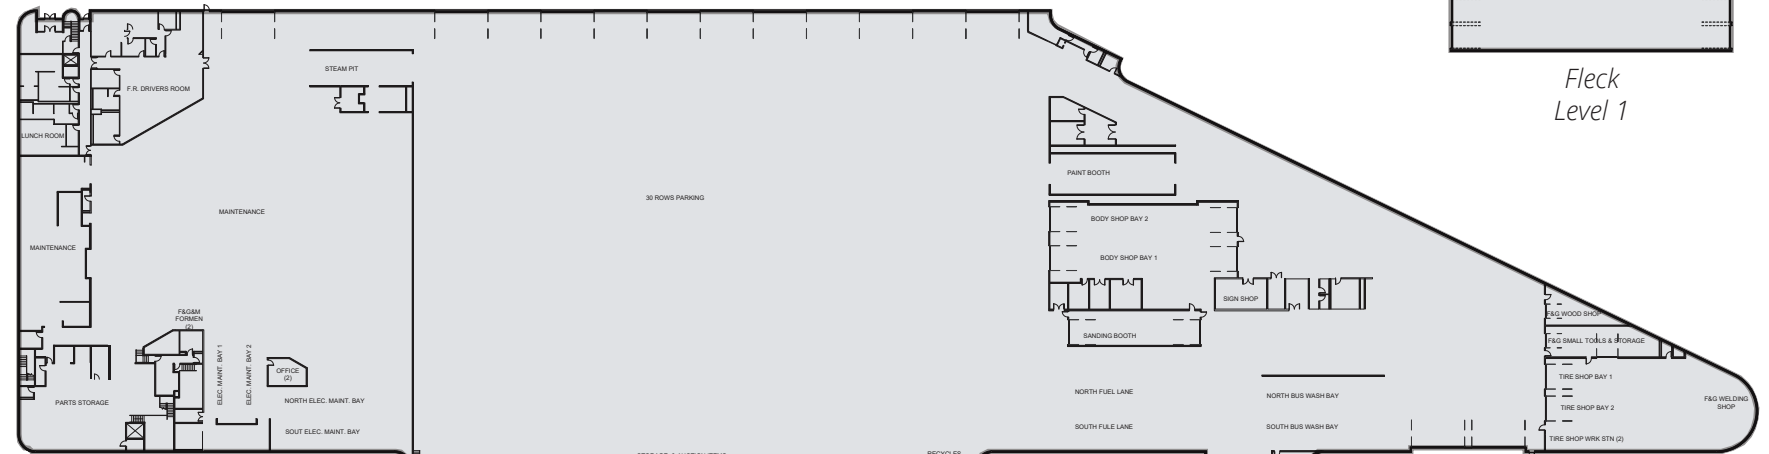 Fleck
Level 1
STEAM PIT
F.R. DRIVERS ROOM
LUNCH ROOM
PAINT BOOTH
30 ROWS PARKING
MAINTENANCE
BODY SHOP BAY 2
MAINTENANCE
BODY SHOP BAY 1
SIGN SHOP
F&G&M
FORMEN
(2)
F&G WOOD SHOP
SANDING BOOTH
F&G SMALL TOOLS & STORAGE
ELEC. MAINT. BAY 1
ELEC. MAINT. BAY 2
OFFICE
(2)
TIRE SHOP BAY 1
NORTH FUEL LANE
NORTH BUS WASH BAY
PARTS STORAGE
NORTH ELEC. MAINT. BAY
F&G WELDING
SHOP
TIRE SHOP BAY 2
SOUTH FULE LANE
SOUTH BUS WASH BAY
SOUT ELEC. MAINT. BAY
TIRE SHOP WRK STN (2)
RECYCLES